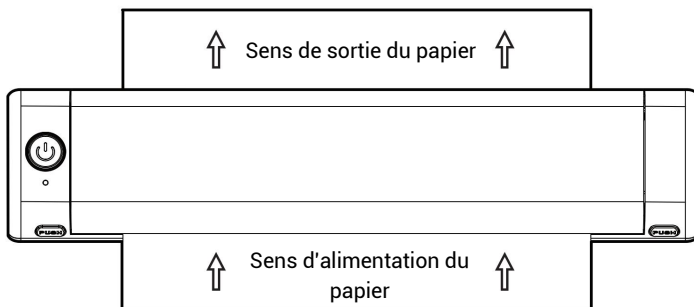 Sens de sortie du papier
PUSH
PUSH
Sens d'alimentation du
papier